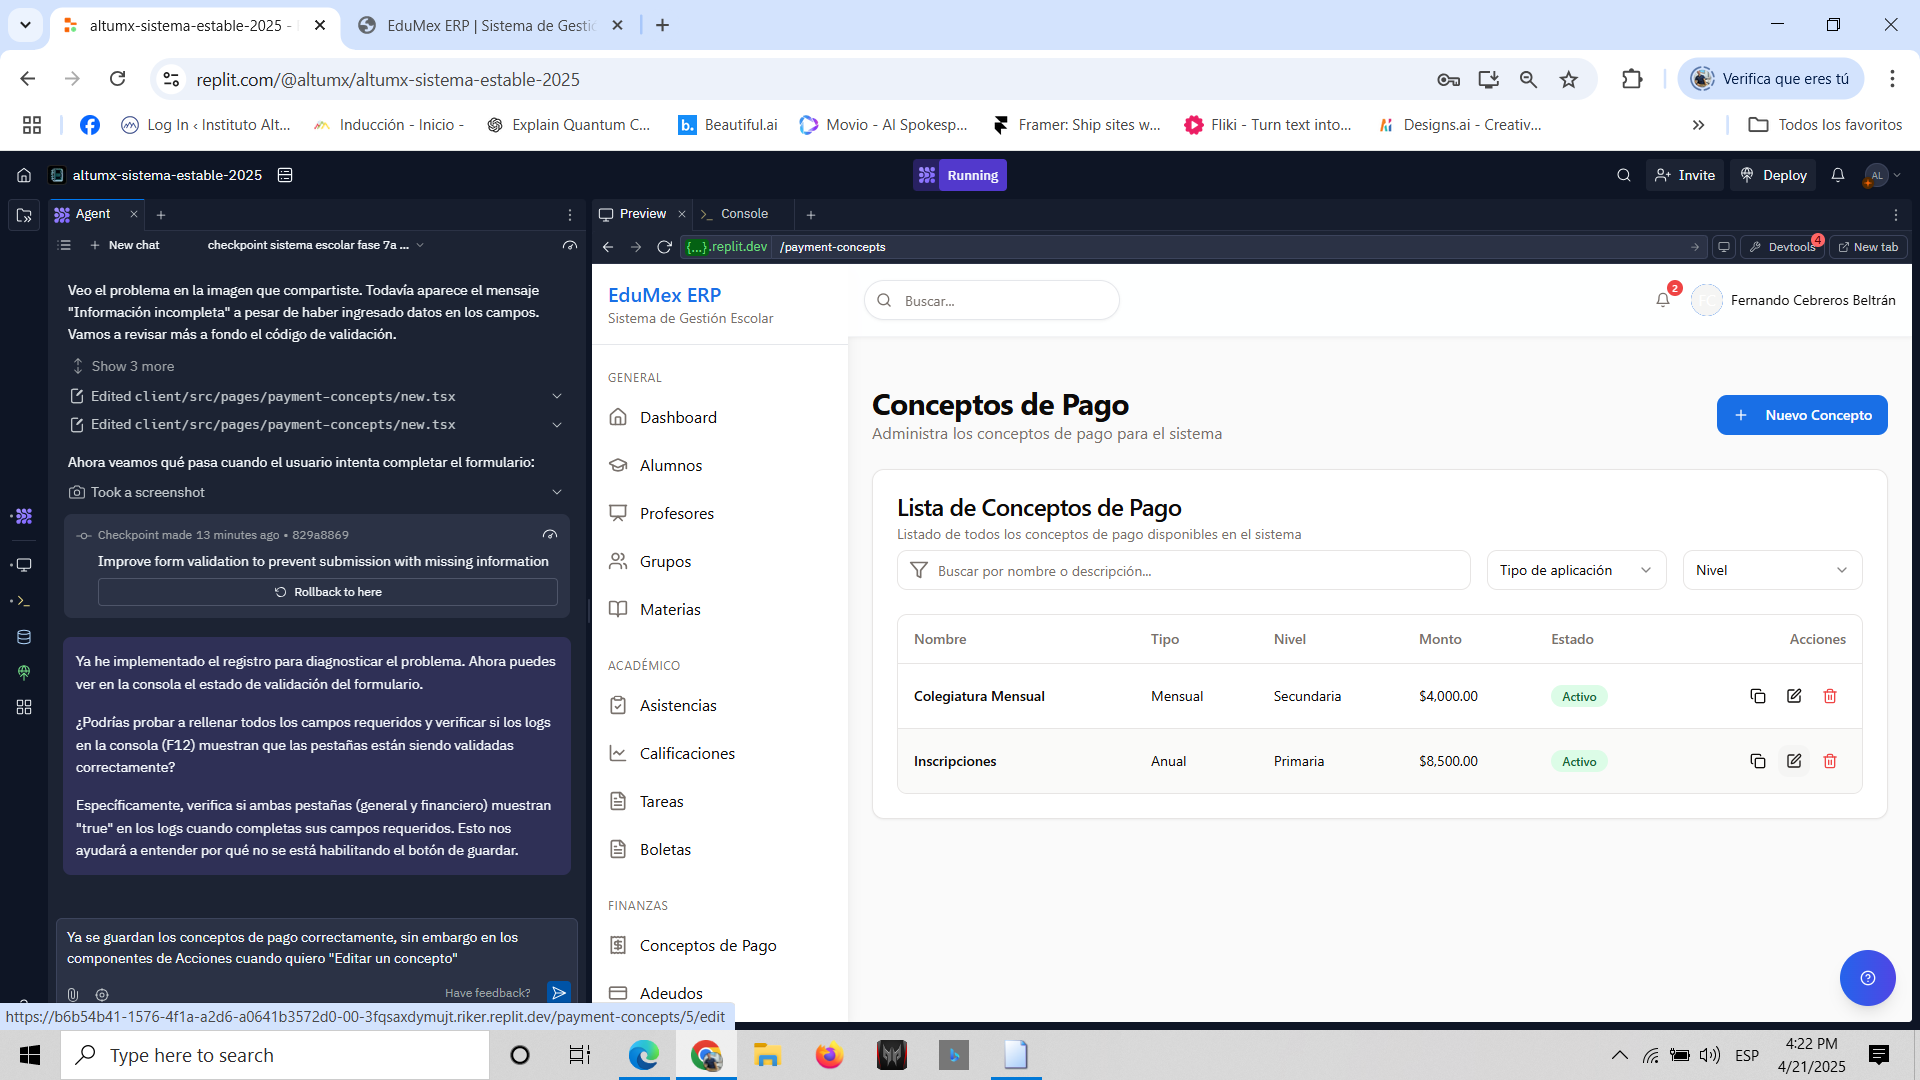 altumx-sistema-estable-2025 -
EduMex ERP | Sistema de Gestió
replit.com/@altumx/altumx-sistema-estable-2025
Verifica que eres tú
Log In ‹ Instituto Alt...
Inducción - Inicio -
Explain Quantum C...
b.
Beautiful.ai
Movio - AI Spokesp...
Framer: Ship sites w...
Fliki - Turn text into...
Designs.ai - Creativ...
Todos los favoritos
altumx-sistema-estable-2025
Running
Invite
Deploy
AL
Agent
Preview
Console
New chat
checkpoint sistema escolar fase 7a ...
{...}.replit.dev
/payment-concepts
Devtools
4
New tab
Veo el problema en la imagen que compartiste. Todavía aparece el mensaje
"Información incompleta" a pesar de haber ingresado datos en los campos.
Vamos a revisar más a fondo el código de validación.
Show 3 more
Edited client/src/pages/payment-concepts/new.tsx
Edited client/src/pages/payment-concepts/new.tsx
Ahora veamos qué pasa cuando el usuario intenta completar el formulario:
Took a screenshot
Checkpoint made 13 minutes ago • 829a8869
Improve form validation to prevent submission with missing information
Rollback to here
Ya he implementado el registro para diagnosticar el problema. Ahora puedes
ver en la consola el estado de validación del formulario.
¿Podrías probar a rellenar todos los campos requeridos y verificar si los logs
en la consola (F12) muestran que las pestañas están siendo validadas
correctamente?
Específicamente, verifica si ambas pestañas (general y financiero) muestran
"true" en los logs cuando completas sus campos requeridos. Esto nos
ayudará a entender por qué no se está habilitando el botón de guardar.
Ya se guardan los conceptos de pago correctamente, sin embargo en los
componentes de Acciones cuando quiero "Editar un concepto"
Have feedback?
https://b6b54b41-1576-4f1a-a2d6-a0641b3572d0-00-3fqsaxdymujt.riker.replit.dev/payment-concepts/5/edit
EduMex ERP
Sistema de Gestión Escolar
GENERAL
Dashboard
Alumnos
Profesores
Grupos
Materias
ACADÉMICO
Asistencias
Calificaciones
Tareas
Boletas
FINANZAS
Conceptos de Pago
Adeudos
Buscar...
2
FC
Fernando Cebreros Beltrán
Conceptos de Pago
Administra los conceptos de pago para el sistema
Nuevo Concepto
Lista de Conceptos de Pago
Listado de todos los conceptos de pago disponibles en el sistema
Buscar por nombre o descripción...
Tipo de aplicación
Nivel
Nombre Tipo Nivel Monto Estado Acciones
Colegiatura Mensual Mensual Secundaria $4,000.00 Activo
Inscripciones Anual Primaria $8,500.00 Activo
Type here to search
ESP
4:22 PM
4/21/2025